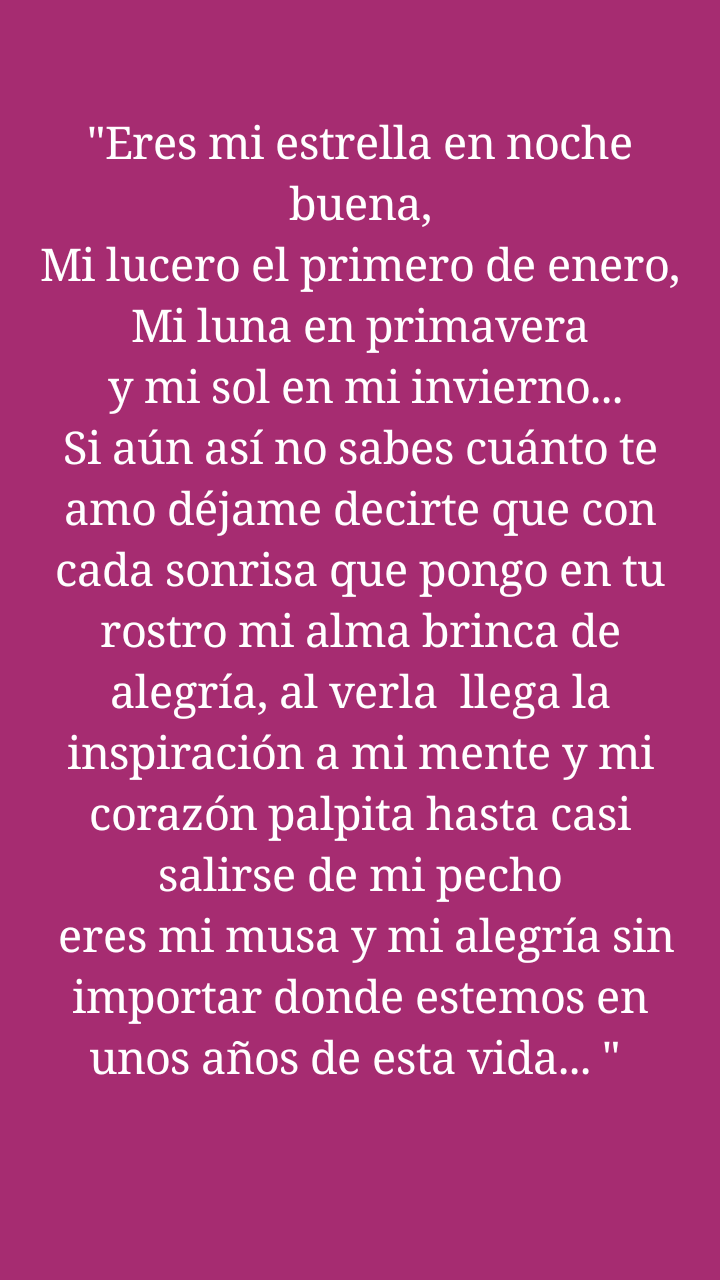 "Eres mi estrella en noche
buena,
Mi lucero el primero de enero,
Mi luna en primavera
y mi sol en mi invierno...
Si aún así no sabes cuánto te
amo déjame decirte que con
cada sonrisa que pongo en tu
rostro mi alma brinca de
alegría, al verla  llega la
inspiración a mi mente y mi
corazón palpita hasta casi
salirse de mi pecho
eres mi musa y mi alegría sin
importar donde estemos en
unos años de esta vida... "